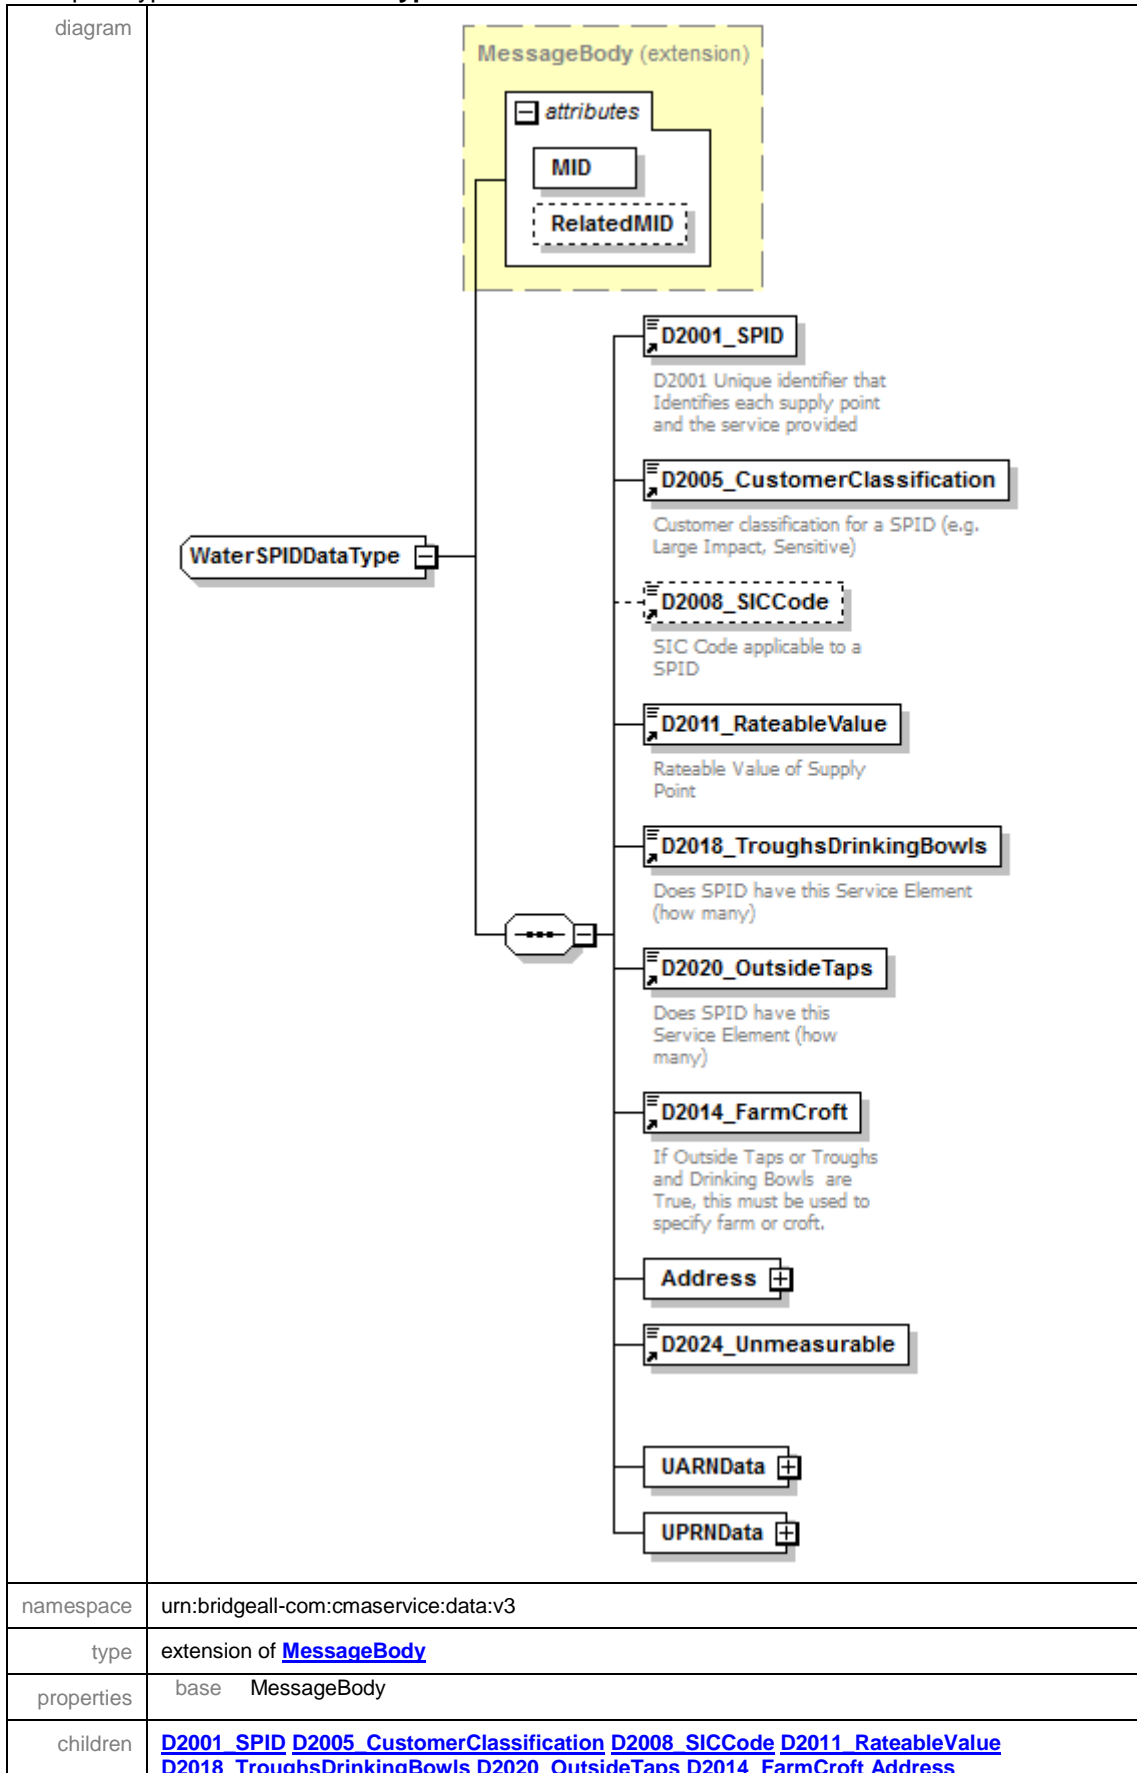 diagram
MessageBody (extension)
attributes
MID
RelatedMID
D2001_SPID
D2001 Unique identifier that
Identifies each supply point
and the service provided
D2005_CustomerClassification
Customer classification for a SPID (e.g.
Large Impact, Sensitive)
WaterSPIDDataType
D2008_SICCode
SIC Code applicable to a
SPID
D2011_RateableValue
Rateable Value of Supply
Point
D2018_TroughsDrinkingBowls
Does SPID have this Service Element
(how many)
D2020_OutsideTaps
Does SPID have this
Service Element (how
many)
D2014_FarmCroft
If Outside Taps or Troughs
and Drinking Bowls are
True, this must be used to
specify farm or croft.
Address
D2024_Unmeasurable
UARNData
UPRNData
namespace urn:bridgeall-com:cmaservice:data:v3
type extension of MessageBody
properties base MessageBody
children D2001_SPID D2005_CustomerClassification D2008_SICCode D2011_RateableValue
D2018_TroughsDrinkingBowls D2020_OutsideTaps D2014_FarmCroft Address